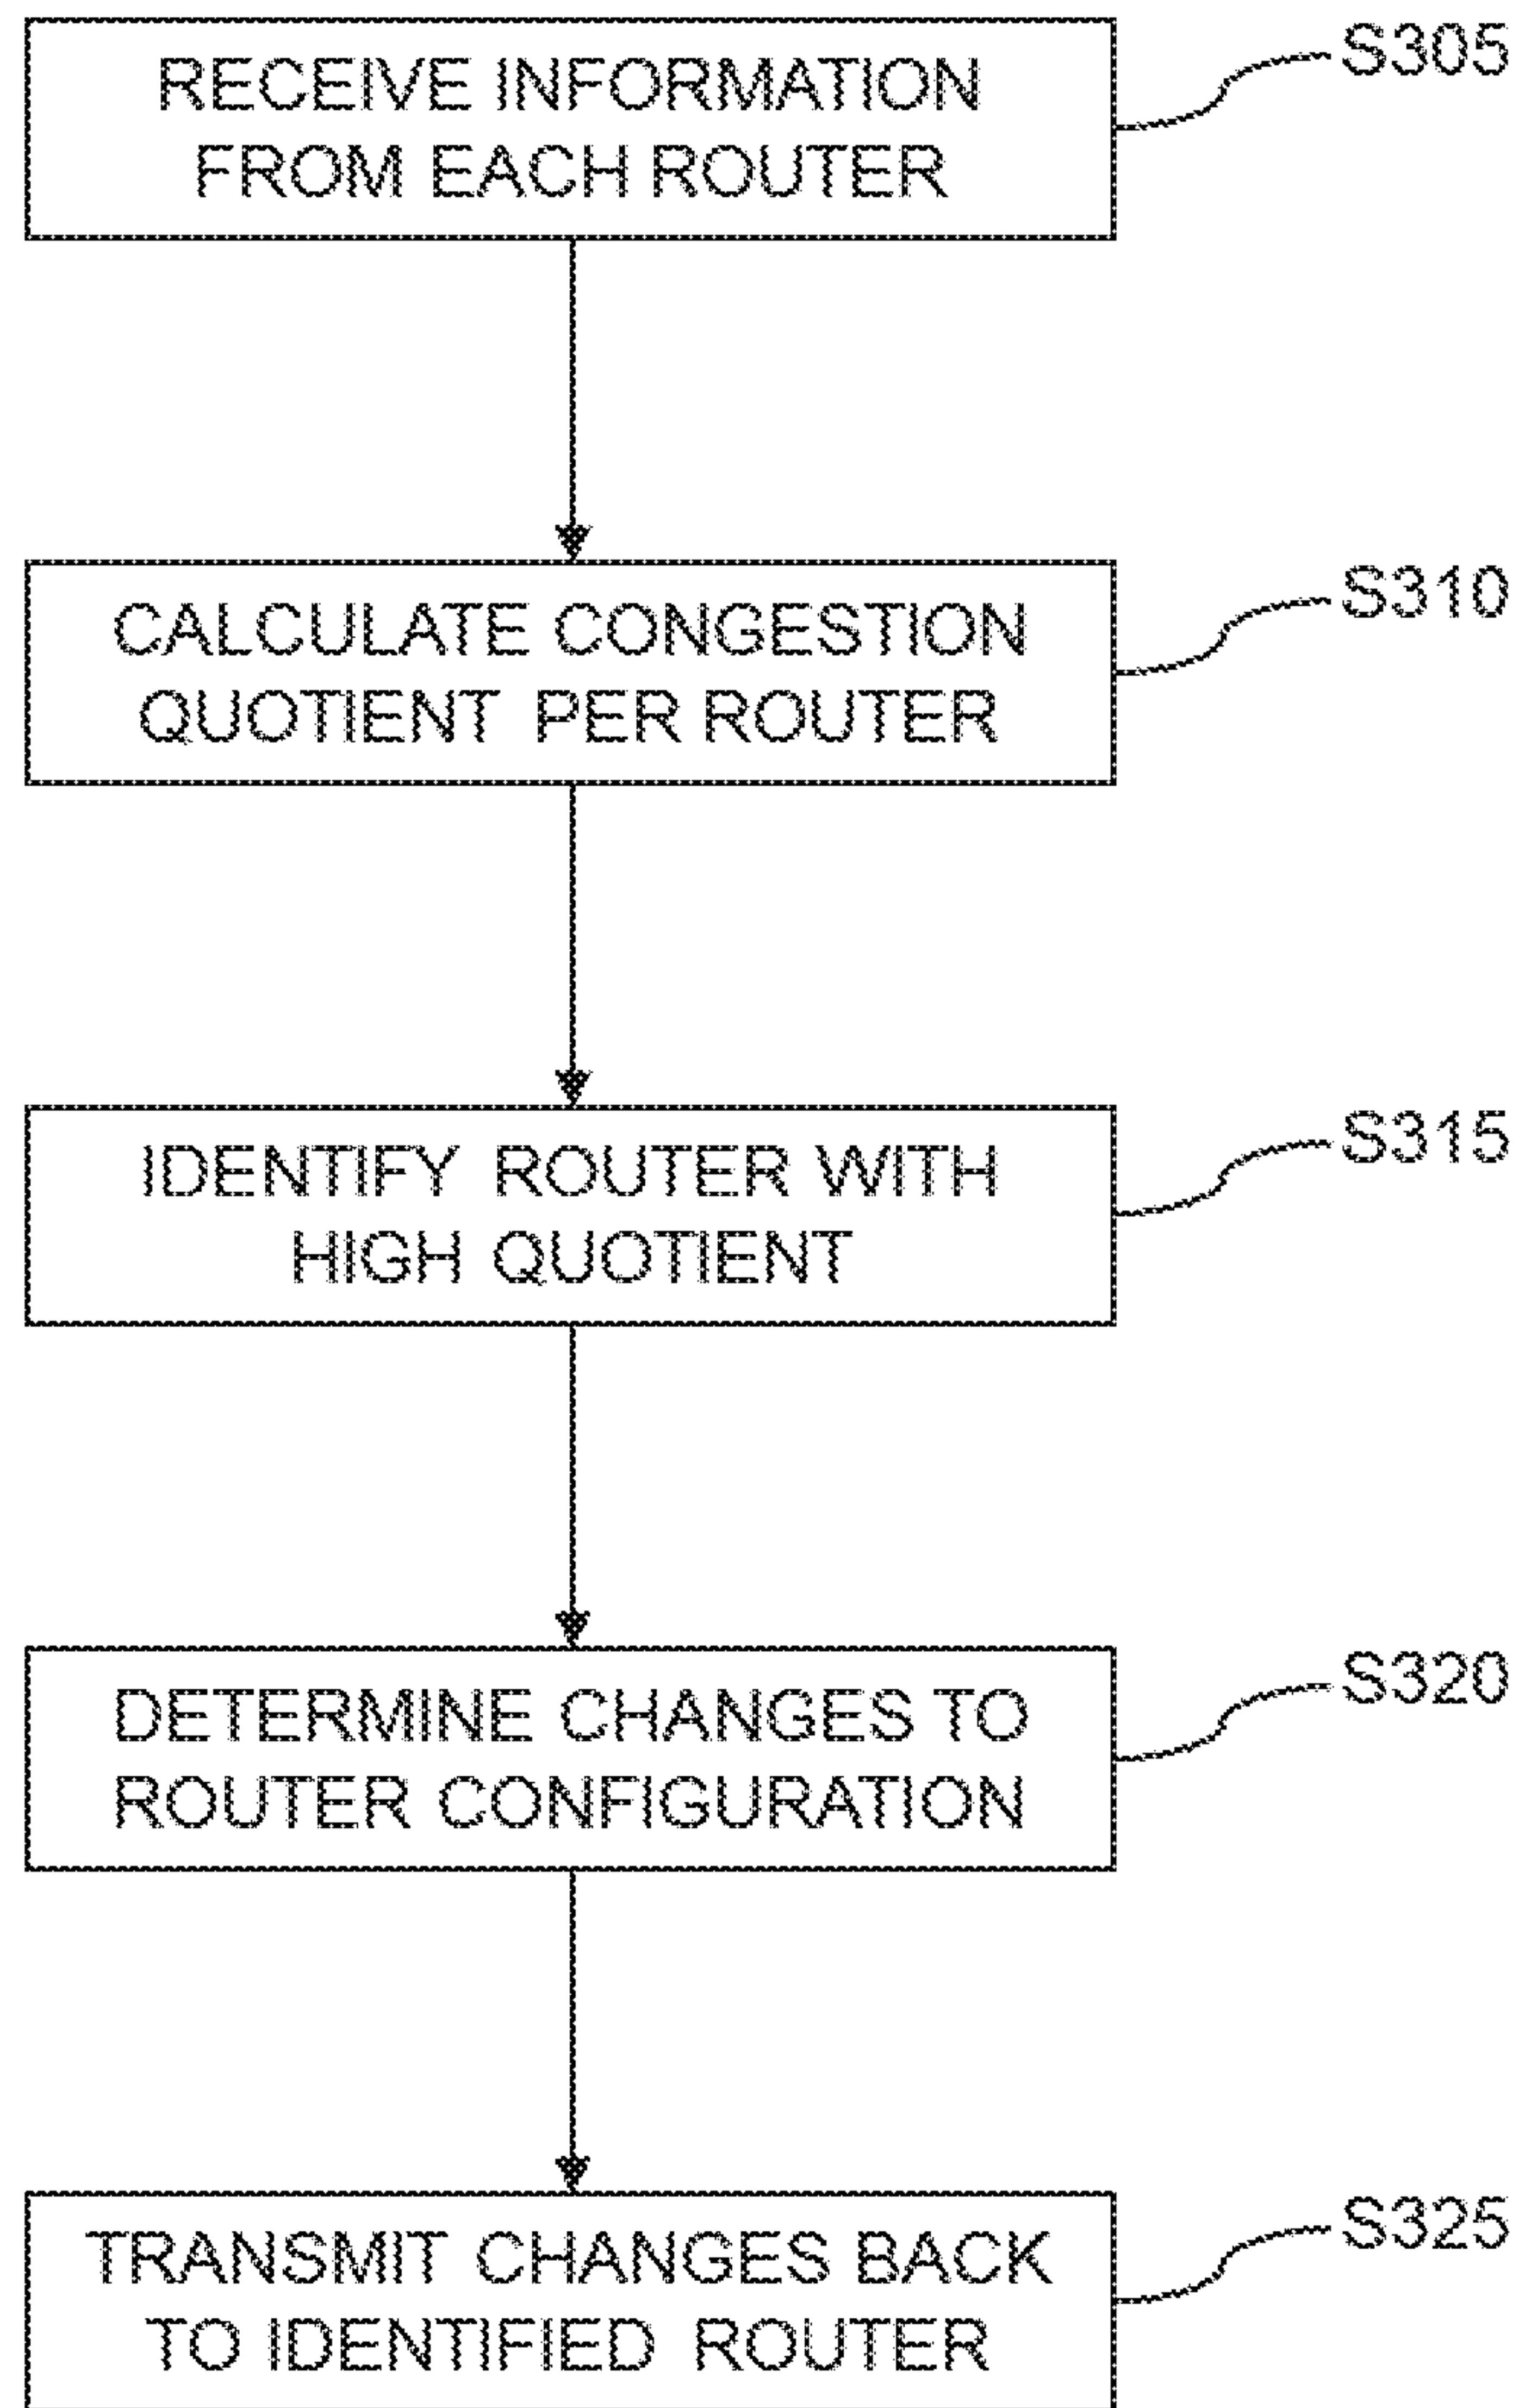 RECEIVE INFORMATION
FROM EACH ROUTER
S305
CALCULATE CONGESTION
QUOTIENT PER ROUTER
S310
IDENTIFY ROUTER WITH
HIGH QUOTIENT
S315
DETERMINE CHANGES TO
ROUTER CONFIGURATION
S320
TRANSMIT CHANGES BACK
TO IDENTIFIED ROUTER
S325